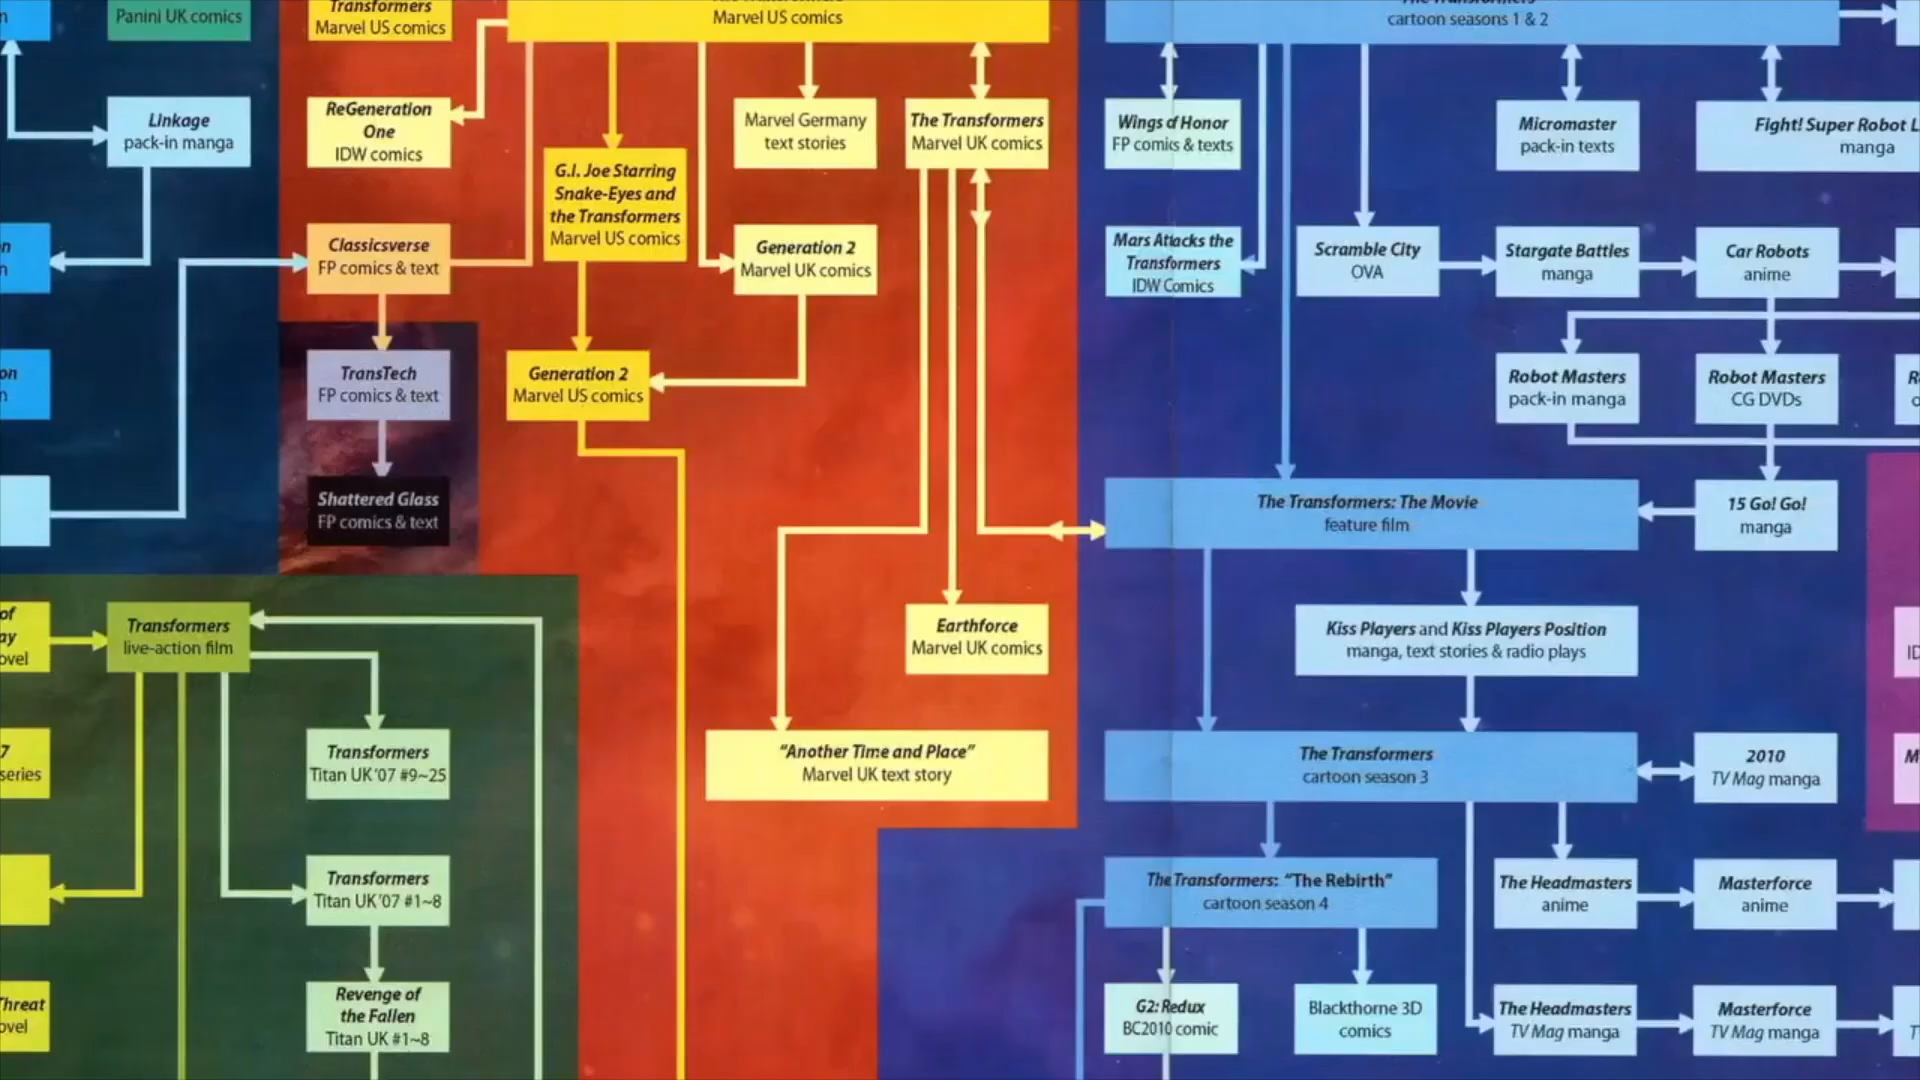 Panini UK comics
Transformers
Marvel US comics
Marvel US comics
cartoon seasons 1 & 2
Linkage
pack-in manga
ReGeneration
One
IDW comics
G.I. Joe Starring
Snake-Eyes and
the Transformers
Marvel US comics
Marvel Germany
text stories
The Transformers
Marvel UK comics
Wings of Honor
FP comiks & texts
Micromaster
pack-in texts
Fight! Super Robot L
manga
Classicsverse
FP comics & text
Generation 2
Marvel UK comics
Mars Attacks the
Transformers
IDW Comics
Scramble City
OVA
Stargate Battles
manga
Car Robots
anime
TransTech
FP comics & text
Generation 2
Marvel US comics
Robot Masters
pack-in manga
Robot Masters
CG DVDs
Shattered Glass
FP comics & text
The Transformers: The Movie
feature film
15 Go! Go!
manga
of
ay
ovel
Transformers
live-action film
Earthforce
Marvel UK comics
Kiss Players and Kiss Players Position
manga, text stories & radio plays
7
series
Transformers
Titan UK '07 #9~25
"Another Time and Place"
Marvel UK text story
The Transformers
cartoon season 3
2010
TV Mag manga
Transformers
Titan UK '07 #1~8
The Transformers: "The Rebirth"
cartoon season 4
The Headmasters
anime
Masterforce
anime
Threat
ovel
Revenge of
the Fallen
Titan UK #1~8
G2: Redux
BC2010 comic
Blackthorne 3D
comics
The Headmasters
TV Mag manga
Masterforce
TV Mag manga